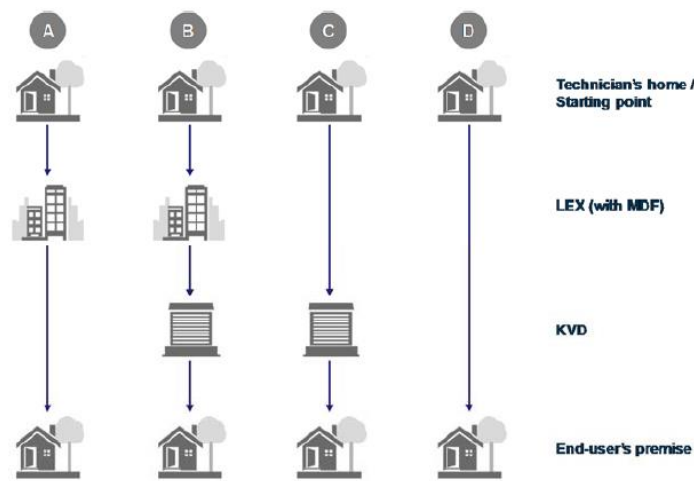 A B C D
Technician's home /
Starting point
LEX (with MDF)
KVD
End-user's premise